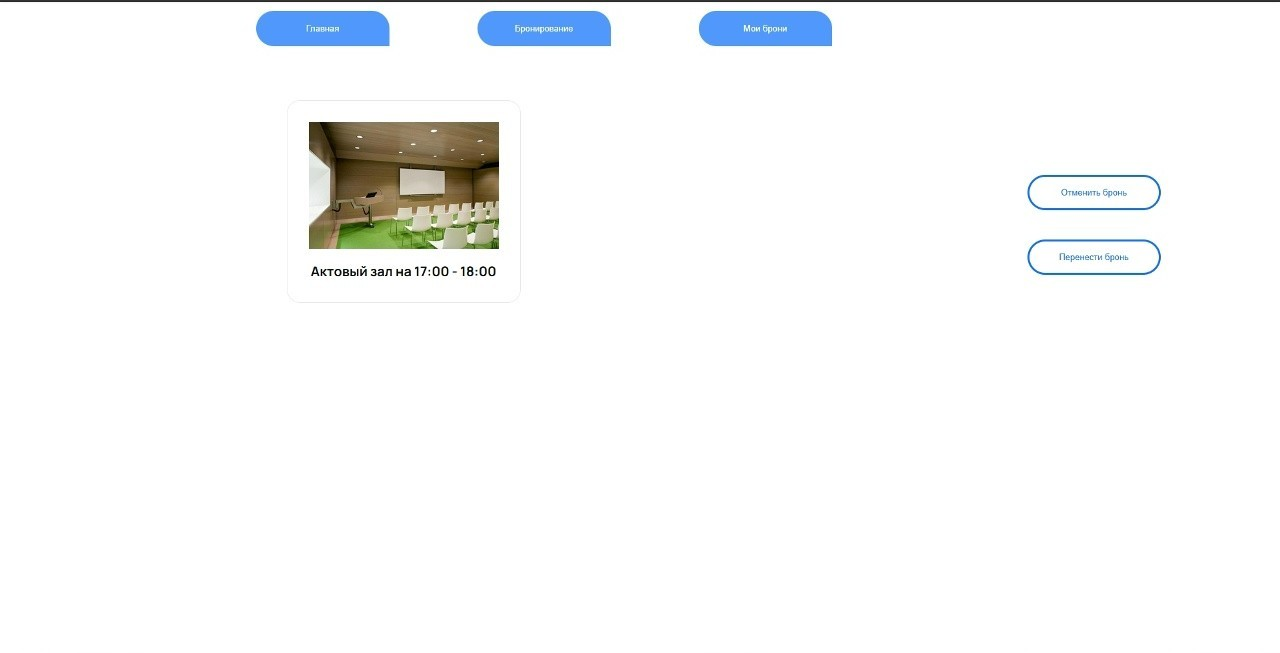 Главная
Бронирование
Мои брони
Отменить бронь
Перенести бронь
Актовый зал на 17:00 - 18:00